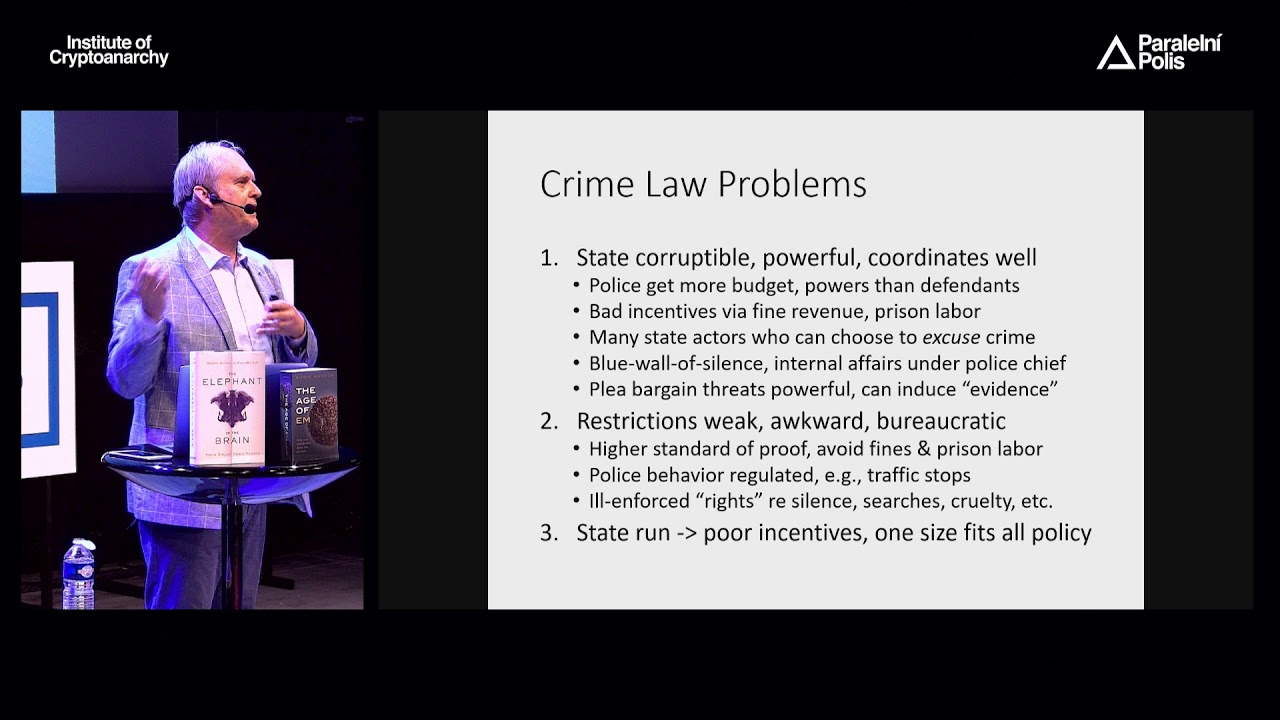 Institute of
Cryptoanarchy
Paralelní
Polis
THE
ELEPHANT
IN THE
BRAIN
THE
AGE
OF
EM
Crime Law Problems
1. State corruptible, powerful, coordinates well
• Police get more budget, powers than defendants
• Bad incentives via fine revenue, prison labor
• Many state actors who can choose to excuse crime
• Blue-wall-of-silence, internal affairs under police chief
• Plea bargain threats powerful, can induce “evidence”
2. Restrictions weak, awkward, bureaucratic
• Higher standard of proof, avoid fines & prison labor
• Police behavior regulated, e.g., traffic stops
• Ill-enforced “rights” re silence, searches, cruelty, etc.
3. State run -> poor incentives, one size fits all policy